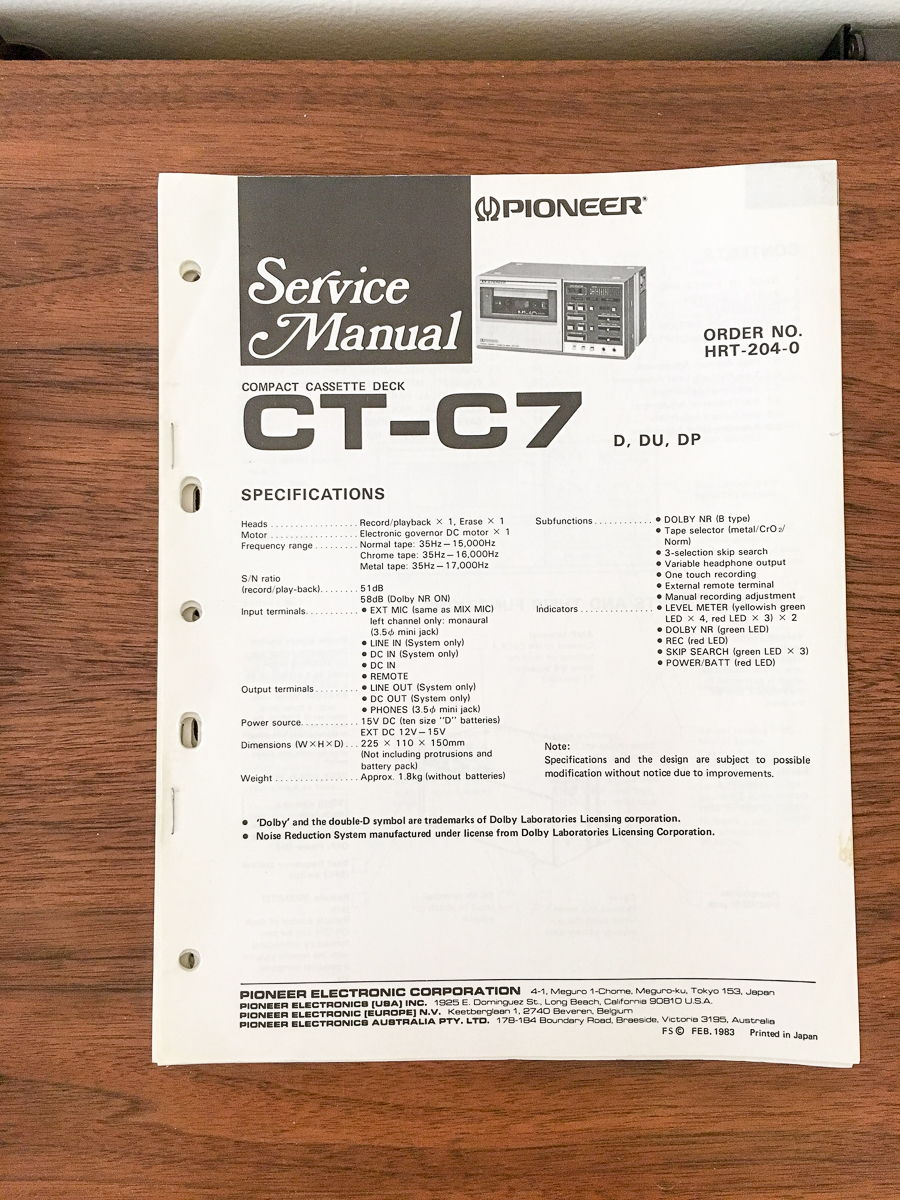 Service
Manual
PIONEER
ORDER NO.
HRT-204-0
COMPACT CASSETTE DECK
CT-C7
D, DU, DP
SPECIFICATIONS
Heads . . . . . . . . . . . . . . . . . Record/playback × 1, Erase × 1
Motor . . . . . . . . . . . . . . . . . Electronic governor DC motor × 1
Frequency range . . . . . . . . Normal tape: 35Hz – 15,000Hz
Chrome tape: 35Hz – 16,000Hz
Metal tape: 35Hz – 17,000Hz
S/N ratio
(record/play-back). . . . . . . . 51dB
58dB (Dolby NR ON)
Input terminals. . . . . . . . . . ● EXT MIC (same as MIX MIC)
left channel only: monaural
(3.5φ mini jack)
● LINE IN (System only)
● DC IN (System only)
● DC IN
● REMOTE
Output terminals . . . . . . . . ● LINE OUT (System only)
● DC OUT (System only)
● PHONES (3.5φ mini jack)
Power source. . . . . . . . . . . . 15V DC (ten size "D" batteries)
EXT DC 12V – 15V
Dimensions (W×H×D) . . . 225 × 110 × 150mm
(Not including protrusions and
battery pack)
Weight . . . . . . . . . . . . . . . . Approx. 1.8kg (without batteries)
Subfunctions . . . . . . . . . . . ● DOLBY NR (B type)
● Tape selector (metal/CrO2/
Norm)
● 3-selection skip search
● Variable headphone output
● One touch recording
● External remote terminal
● Manual recording adjustment
Indicators . . . . . . . . . . . . . . ● LEVEL METER (yellowish green
LED × 4, red LED × 3) × 2
● DOLBY NR (green LED)
● REC (red LED)
● SKIP SEARCH (green LED × 3)
● POWER/BATT (red LED)
Note:
Specifications and the design are subject to possible
modification without notice due to improvements.
● 'Dolby' and the double-D symbol are trademarks of Dolby Laboratories Licensing corporation.
● Noise Reduction System manufactured under license from Dolby Laboratories Licensing Corporation.
PIONEER ELECTRONIC CORPORATION 4-1, Meguro 1-Chome, Meguro-ku, Tokyo 153, Japan
PIONEER ELECTRONICS [USA] INC. 1925 E. Dominguez St., Long Beach, California 90810 U.S.A.
PIONEER ELECTRONIC [EUROPE] N.V. Keetberglaan 1, 2740 Beveren, Belgium
PIONEER ELECTRONICS AUSTRALIA PTY. LTD. 178-184 Boundary Road, Braeside, Victoria 3195, Australia
FS © FEB. 1983 Printed in Japan